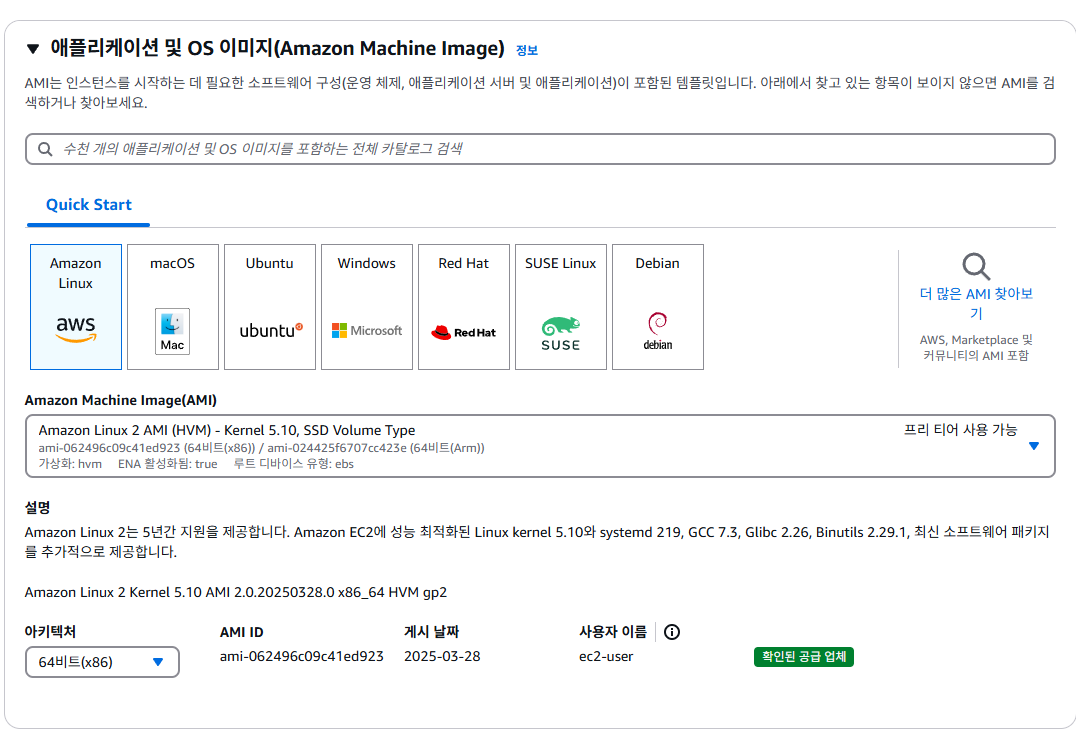 ▼ 애플리케이션 및 OS 이미지(Amazon Machine Image) 정보
AMI는 인스턴스를 시작하는 데 필요한 소프트웨어 구성(운영 체제, 애플리케이션 서버 및 애플리케이션)이 포함된 템플릿입니다. 아래에서 찾고 있는 항목이 보이지 않으면 AMI를 검
색하거나 찾아보세요.
수천 개의 애플리케이션 및 OS 이미지를 포함하는 전체 카탈로그 검색
Quick Start
Amazon
Linux
aws
macOS
Mac
Ubuntu
ubuntu
Windows
Microsoft
Red Hat
Red Hat
SUSE Linux
SUSE
Debian
debian
더 많은 AMI 찾아보
기
AWS, Marketplace 및
커뮤니티의 AMI 포함
Amazon Machine Image(AMI)
Amazon Linux 2 AMI (HVM) - Kernel 5.10, SSD Volume Type
프리 티어 사용 가능
ami-062496c09c41ed923 (64비트(x86)) / ami-024425f6707cc423e (64비트(Arm))
가상화: hvm ENA 활성화됨: true 루트 디바이스 유형: ebs
설명
Amazon Linux 2는 5년간 지원을 제공합니다. Amazon EC2에 성능 최적화된 Linux kernel 5.10와 systemd 219, GCC 7.3, Glibc 2.26, Binutils 2.29.1, 최신 소프트웨어 패키지
를 추가적으로 제공합니다.
Amazon Linux 2 Kernel 5.10 AMI 2.0.20250328.0 x86_64 HVM gp2
아키텍처
64비트(x86)
AMI ID
ami-062496c09c41ed923
게시 날짜
2025-03-28
사용자 이름
ec2-user
확인된 공급 업체